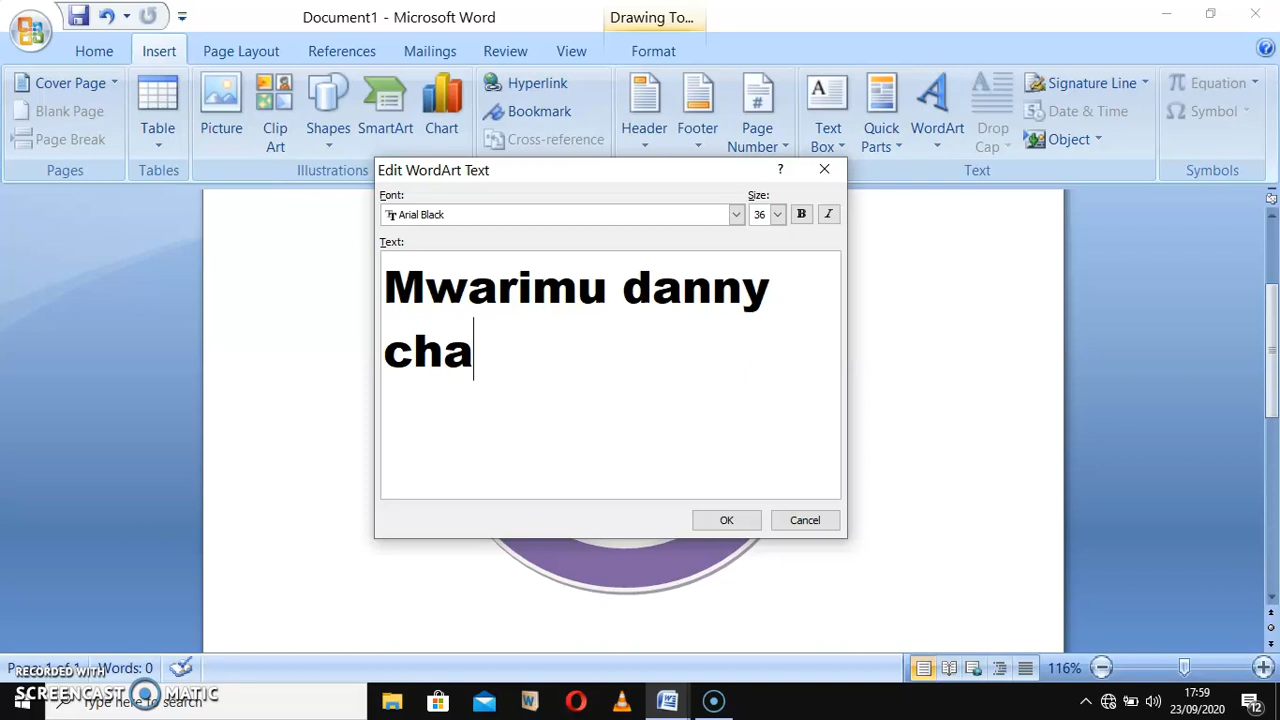 Document1 - Microsoft Word
Drawing To...
Home Insert Page Layout References Mailings Review View Format
Cover Page
Blank Page
Page Break
Pages
Table
Tables
Picture
Clip Art
Shapes
SmartArt
Chart
Illustrations
Hyperlink
Bookmark
Cross-reference
Header
Footer
Page Number
Text Box
Quick Parts
WordArt
Drop Cap
Signature Line
Date & Time
Object
Text
Equation
Symbol
Symbols
Edit WordArt Text
?
Font:
Size:
Arial Black
36
B
I
Text:
Mwarimu danny
cha
OK
Cancel
Words: 0
116%
RECORDED WITH
SCREENCAST MATIC
Type here to search
17:59
23/09/2020
12